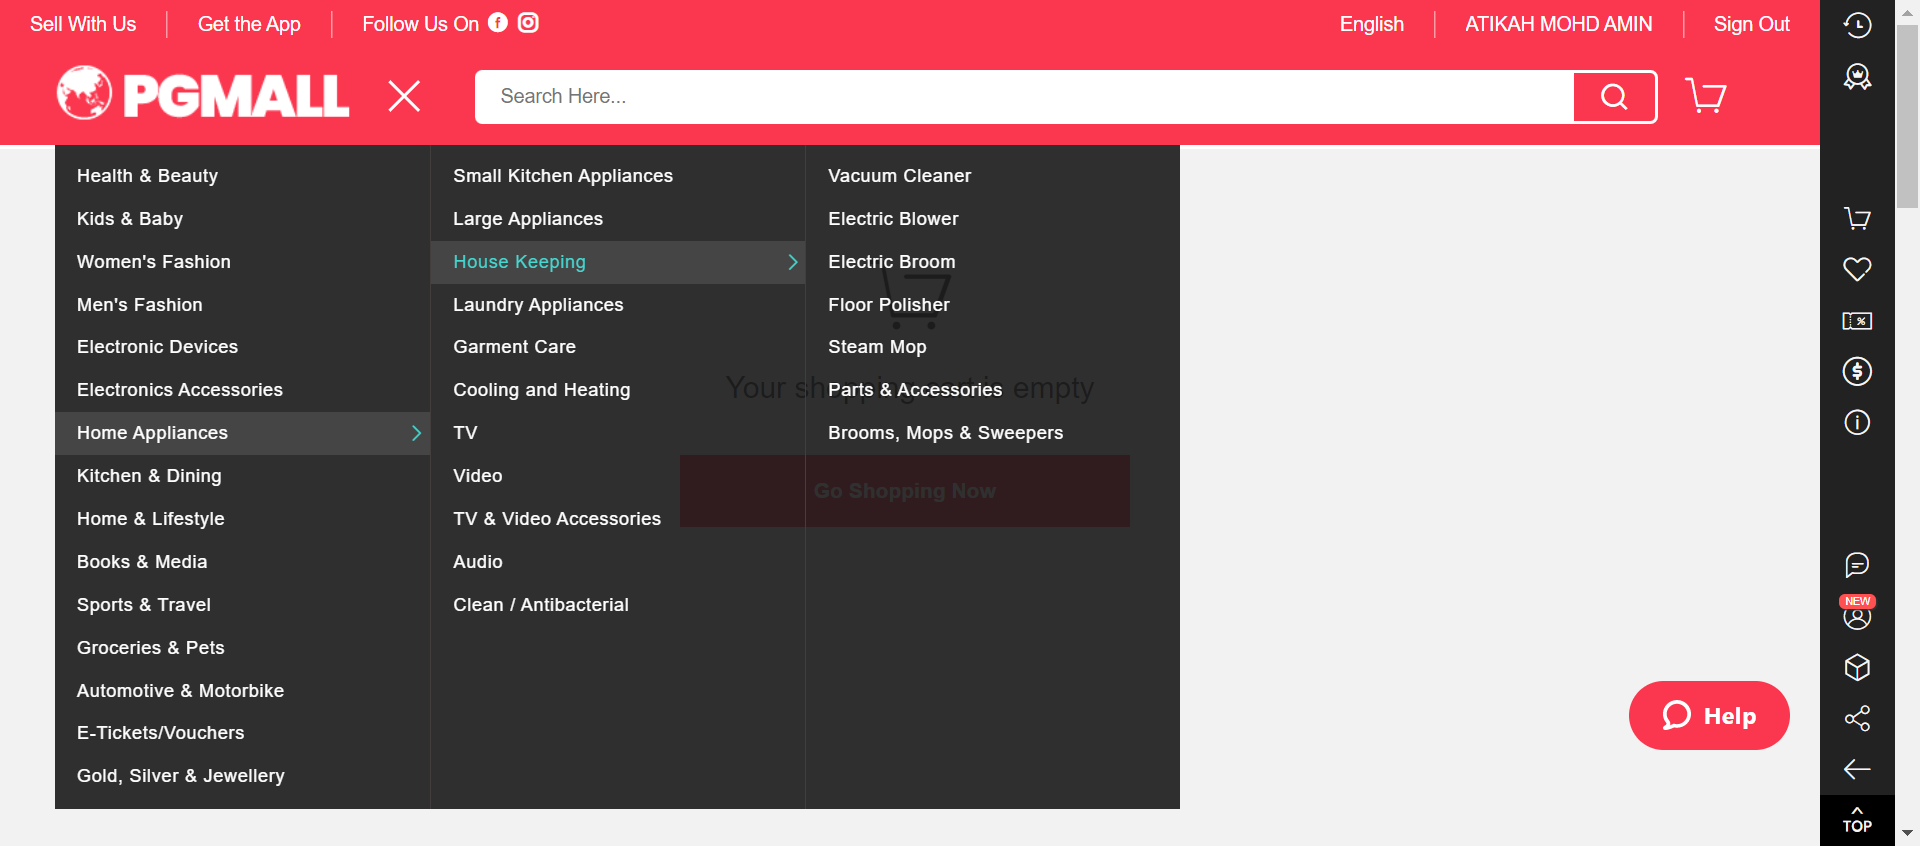 Sell With Us
Get the App
Follow Us On
English
ATIKAH MOHD AMIN
Sign Out
PGMALL
Search Here...
Health & Beauty
Kids & Baby
Women's Fashion
Men's Fashion
Electronic Devices
Electronics Accessories
Home Appliances
Kitchen & Dining
Home & Lifestyle
Books & Media
Sports & Travel
Groceries & Pets
Automotive & Motorbike
E-Tickets/Vouchers
Gold, Silver & Jewellery
Small Kitchen Appliances
Large Appliances
House Keeping
Laundry Appliances
Garment Care
Cooling and Heating
TV
Video
TV & Video Accessories
Audio
Clean / Antibacterial
Vacuum Cleaner
Electric Blower
Electric Broom
Floor Polisher
Steam Mop
Parts & Accessories
Brooms, Mops & Sweepers
Your shopping cart is empty
Go Shopping Now
NEW
Help
TOP